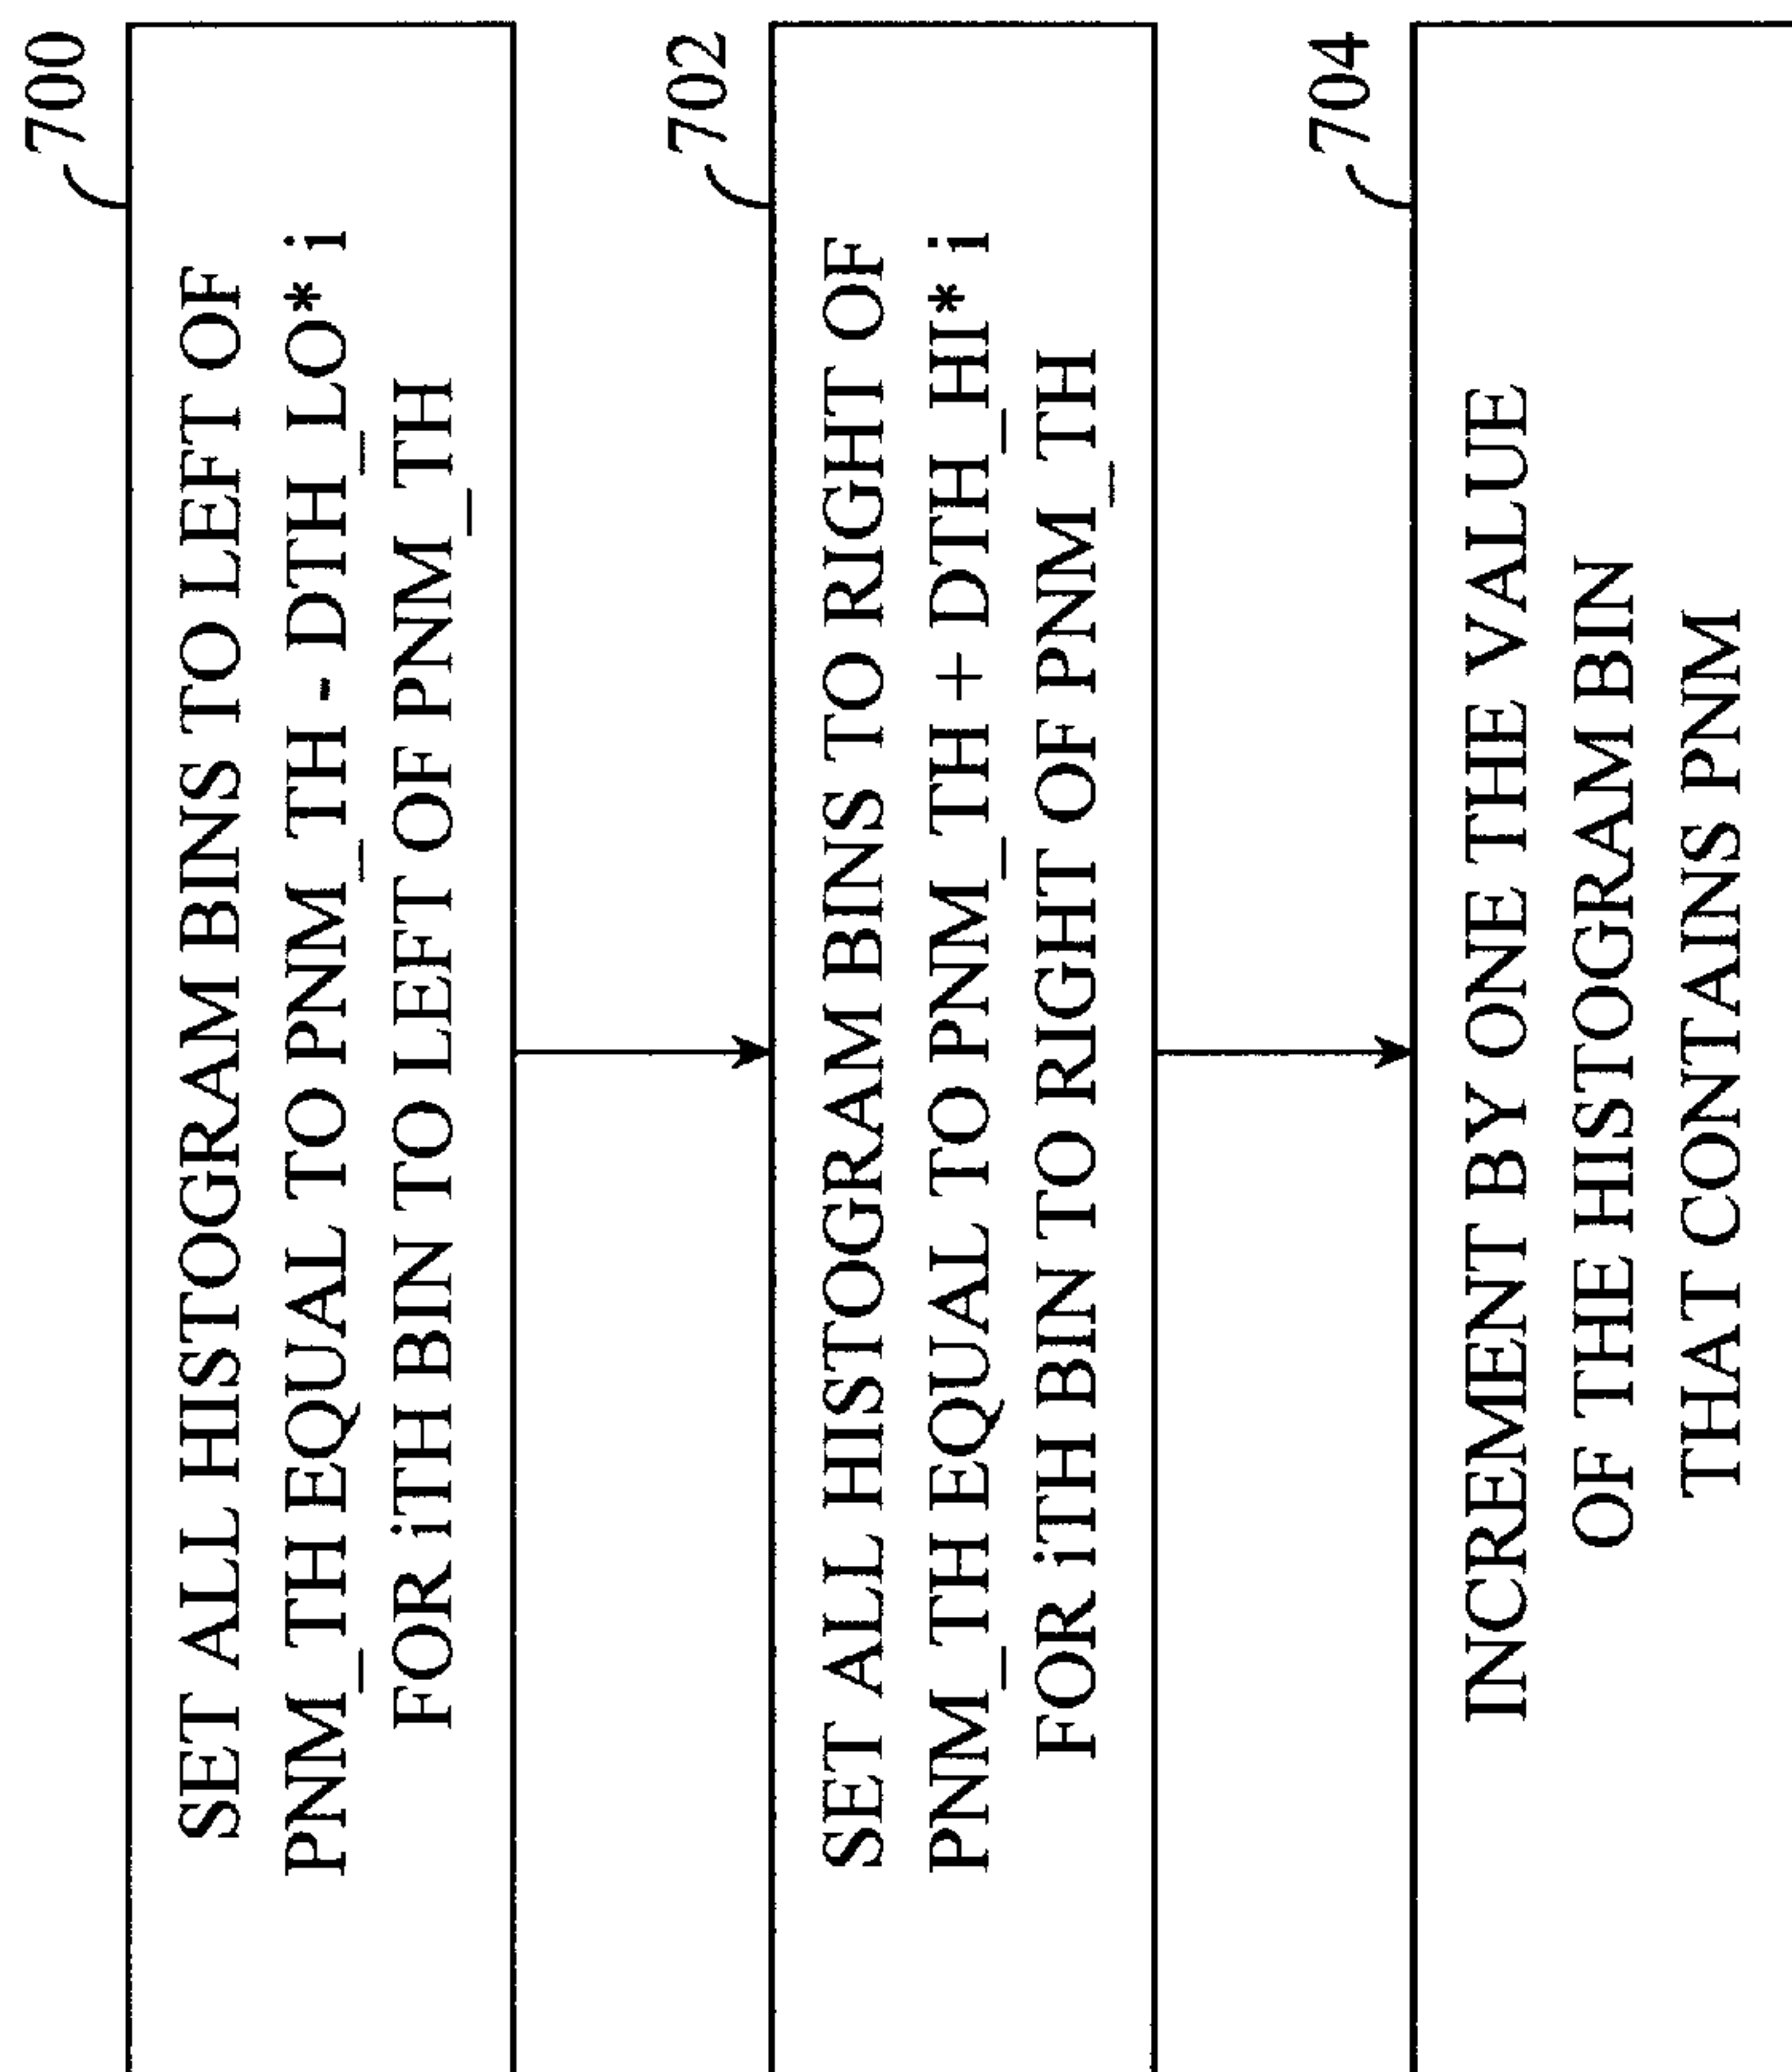 700
SET ALL HISTOGRAM BINS TO LEFT OF
PNM_TH EQUAL TO PNM_TH - DTH_LO* i
FOR iTH BIN TO LEFT OF PNM_TH
702
SET ALL HISTOGRAM BINS TO RIGHT OF
PNM_TH EQUAL TO PNM_TH + DTH_HI* i
FOR iTH BIN TO RIGHT OF PNM_TH
704
INCREMENT BY ONE THE VALUE
OF THE HISTOGRAM BIN
THAT CONTAINS PNM